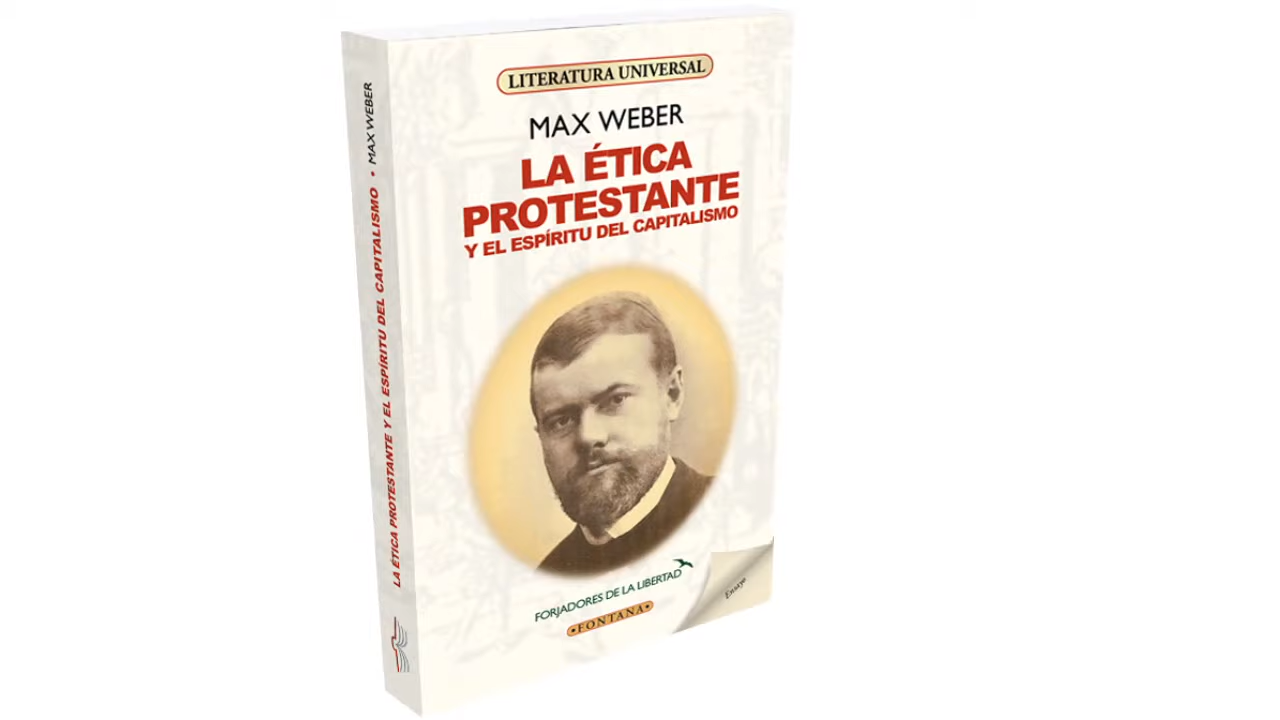 LITERATURA UNIVERSAL
MAX WEBER
LA ÉTICA
PROTESTANTE
Y EL ESPÍRITU DEL CAPITALISMO
FORJADORES DE LA LIBERTAD
•FONTANA•
Ensayo
LA ÉTICA PROTESTANTE Y EL ESPÍRITU DEL CAPITALISMO • MAX WEBER